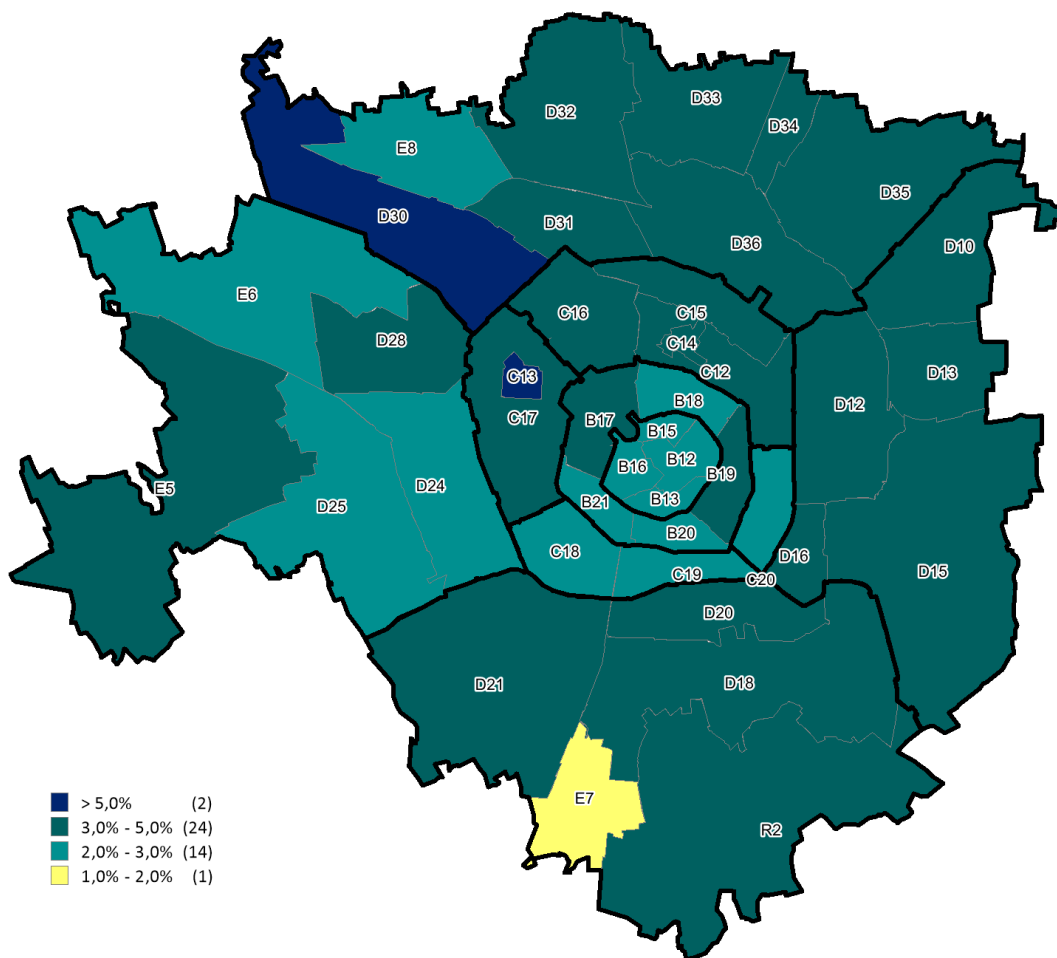 D33
D32
D34
E8
D35
D30
D31
D10
D36
E6
C16
C15
C14
D28
D13
C12
C13
D12
B18
C17
B17
B15
B12
B16
B19
D24
B13
B21
D25
E5
B20
C18
D16
D15
C19
C20
D20
D21
D18
E7
R2
> 5,0% (2)
3,0% - 5,0% (24)
2,0% - 3,0% (14)
1,0% - 2,0% (1)